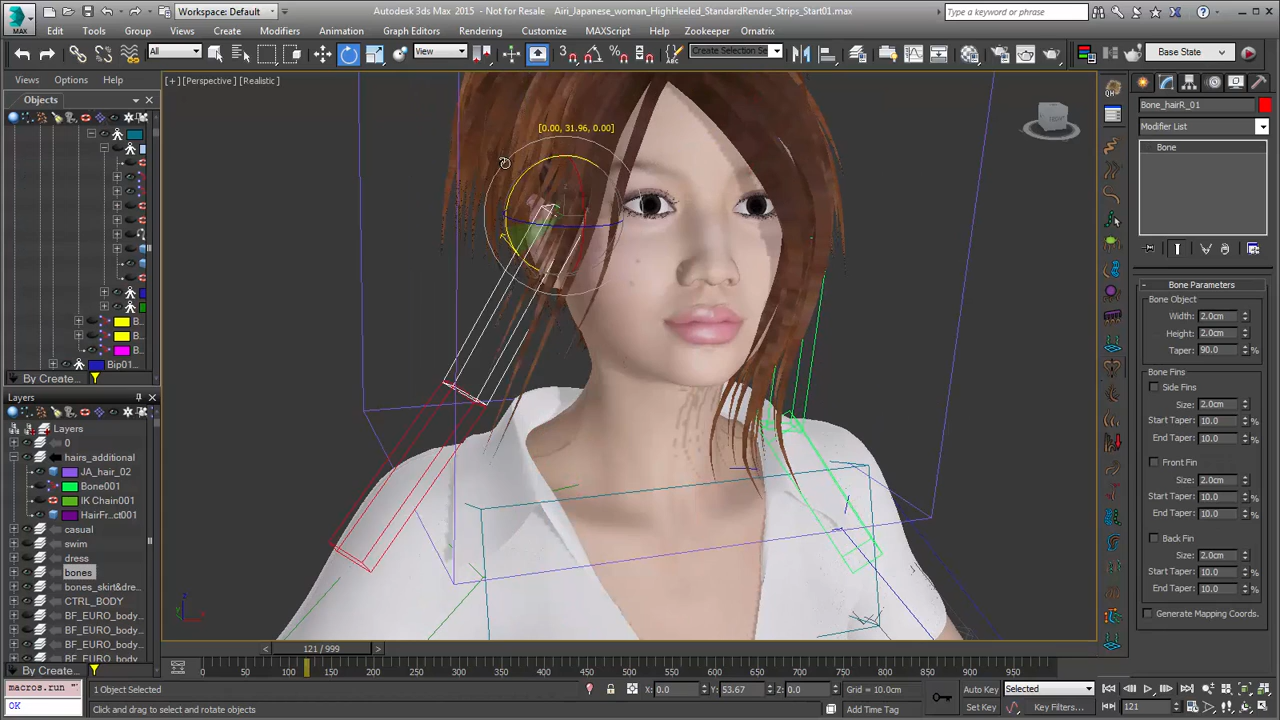 MAX
Workspace: Default
Autodesk 3ds Max 2015 - Not for Resale Airi_Japanese_woman_HighHeeled_StandardRender_Strips_Start01.max
Type a keyword or phrase
Edit Tools Group Views Create Modifiers Animation Graph Editors Rendering Customize MAXScript Help Zookeeper Ornatrix
All View Create Selection Se Base State
Views Options Help
[+] [Perspective] [Realistic]
Objects
Bone_hairR_01
Modifier List
Bone
[0.00, 31.96, 0.00]
B..
B..
B..
Bip01..
By Create...
Layers
Layers
0
hairs_additional
JA_hair_02
Bone001
IK Chain001
HairFr...ct001
casual
swim
dress
bones
bones_skirt&dre...
CTRL_BODY
BF_EURO_body...
BF_EURO_body...
BF_EURO_body...
BF_EURO_body...
By Create...
Bone Parameters
Bone Object
Width: 2.0cm
Height: 2.0cm
Taper: 90.0 %
Bone Fins
Side Fins
Size: 2.0cm
Start Taper: 10.0 %
End Taper: 10.0 %
Front Fin
Size: 2.0cm
Start Taper: 10.0 %
End Taper: 10.0 %
Back Fin
Size: 2.0cm
Start Taper: 10.0 %
End Taper: 10.0 %
Generate Mapping Coords.
121 / 999
0 50 100 150 200 250 300 350 400 450 500 550 600 650 700 750 800 850 900 950
macros.run "
OK
1 Object Selected
X: 0.0 Y: 53.67 Z: 0.0 Grid = 10.0cm
Auto Key Selected
Click and drag to select and rotate objects
Add Time Tag
Set Key Key Filters... 121